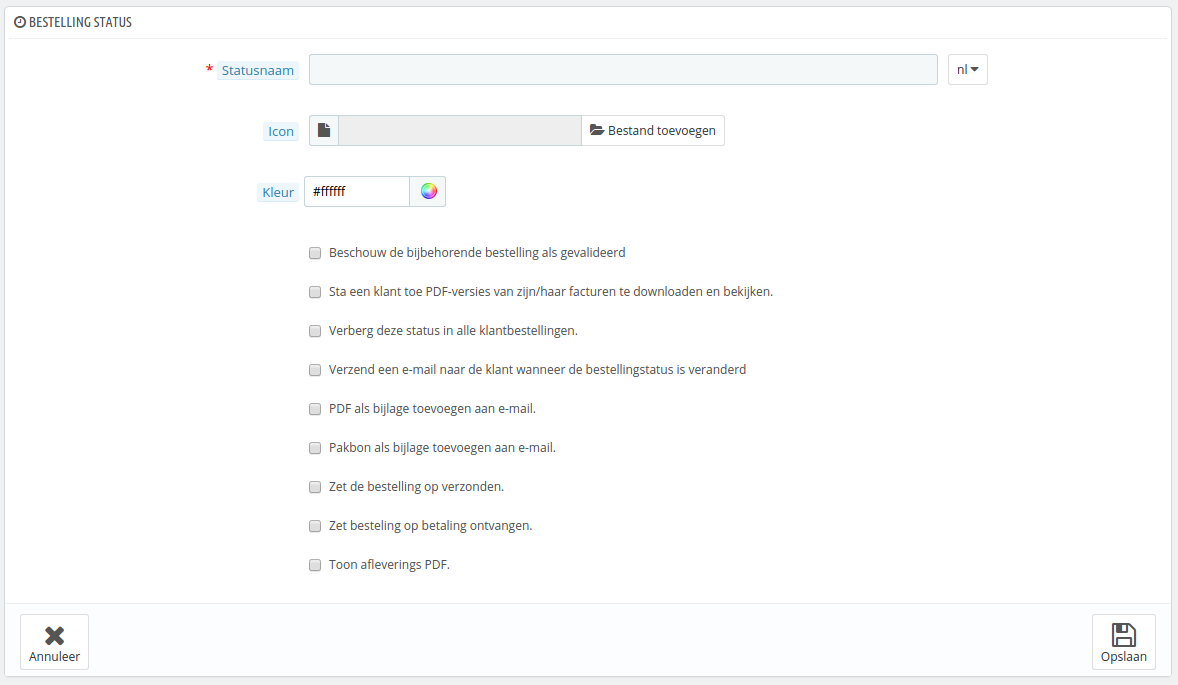 BESTELLING STATUS
* Statusnaam
nl
Icon
Bestand toevoegen
Kleur
#ffffff
Beschouw de bijbehorende bestelling als gevalideerd
Sta een klant toe PDF-versies van zijn/haar facturen te downloaden en bekijken.
Verberg deze status in alle klantbestellingen.
Verzend een e-mail naar de klant wanneer de bestellingstatus is veranderd
PDF als bijlage toevoegen aan e-mail.
Pakbon als bijlage toevoegen aan e-mail.
Zet de bestelling op verzonden.
Zet besteling op betaling ontvangen.
Toon afleverings PDF.
Annuleer
Opslaan